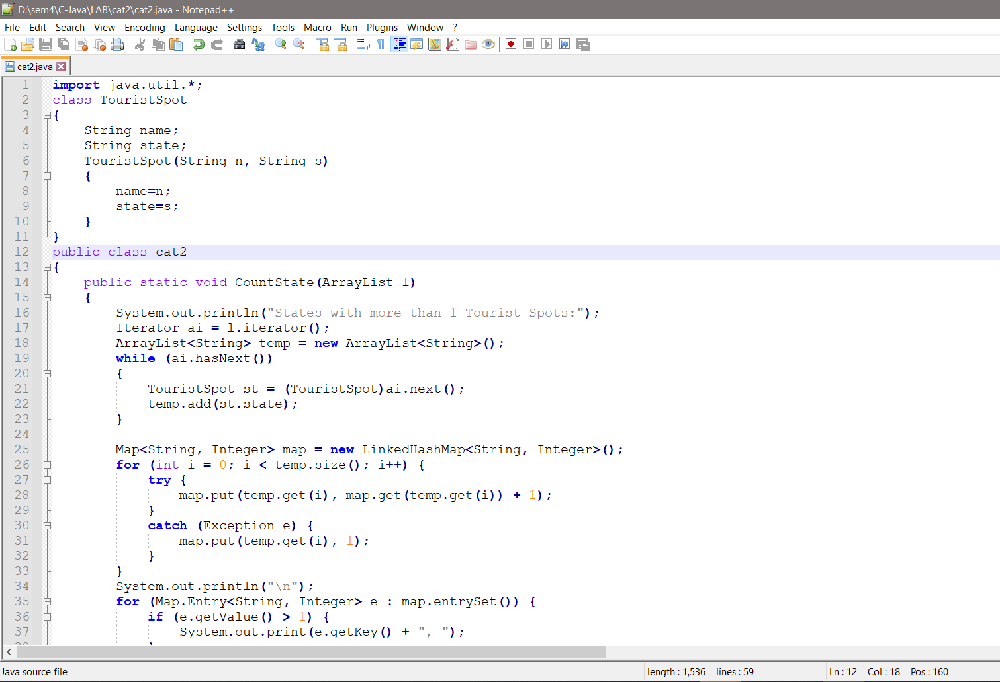 D:\sem4\C-Java\LAB\cat2\cat2.java - Notepad++
File Edit Search View Encoding Language Settings Tools Macro Run Plugins Window ?
cat2.java
1 import java.util.*;
2 class TouristSpot
3 {
4     String name;
5     String state;
6     TouristSpot(String n, String s)
7     {
8         name=n;
9         state=s;
10     }
11 }
12 public class cat2
13 {
14     public static void CountState(ArrayList l)
15     {
16         System.out.println("States with more than 1 Tourist Spots:");
17         Iterator ai = l.iterator();
18         ArrayList<String> temp = new ArrayList<String>();
19         while (ai.hasNext())
20         {
21             TouristSpot st = (TouristSpot)ai.next();
22             temp.add(st.state);
23         }
24
25         Map<String, Integer> map = new LinkedHashMap<String, Integer>();
26         for (int i = 0; i < temp.size(); i++) {
27             try {
28                 map.put(temp.get(i), map.get(temp.get(i)) + 1);
29             }
30             catch (Exception e) {
31                 map.put(temp.get(i), 1);
32             }
33         }
34         System.out.println("\n");
35         for (Map.Entry<String, Integer> e : map.entrySet()) {
36             if (e.getValue() > 1) {
37                 System.out.print(e.getKey() + ", ");
Java source file length : 1,536 lines : 59 Ln : 12 Col : 18 Pos : 160